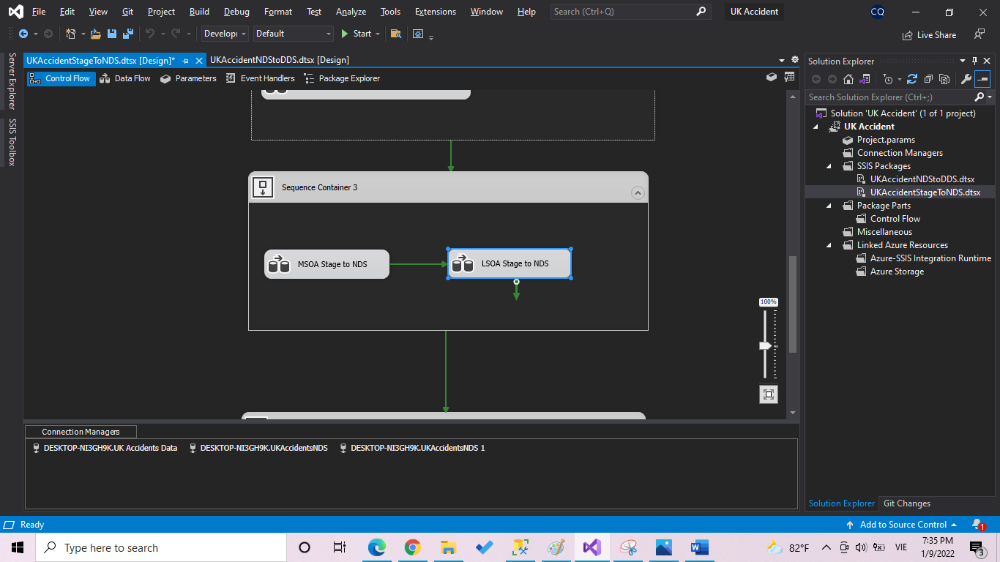 File Edit View Git Project Build Debug Format Test Analyze Tools Extensions Window Help Search (Ctrl+Q) UK Accident CQ
Develop Default Start Live Share
UKAccidentStageToNDS.dtsx [Design]* UKAccidentNDStoDDS.dtsx [Design]
Control Flow Data Flow Parameters Event Handlers Package Explorer
Server Explorer
SSIS Toolbox
Sequence Container 3
MSOA Stage to NDS LSOA Stage to NDS
100%
Connection Managers
DESKTOP-NI3GH9K.UK Accidents Data DESKTOP-NI3GH9K.UKAccidentsNDS DESKTOP-NI3GH9K.UKAccidentsNDS 1
Solution Explorer
Search Solution Explorer (Ctrl+;)
Solution 'UK Accident' (1 of 1 project)
UK Accident
Project.params
Connection Managers
SSIS Packages
UKAccidentNDStoDDS.dtsx
UKAccidentStageToNDS.dtsx
Package Parts
Control Flow
Miscellaneous
Linked Azure Resources
Azure-SSIS Integration Runtime
Azure Storage
Solution Explorer Git Changes
Ready Add to Source Control 1
Type here to search 82°F VIE 7:35 PM
1/9/2022 3